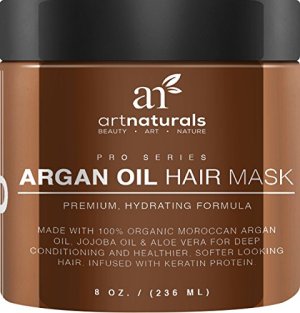 an
artnaturals
BEAUTY • ART • NATURE
PRO SERIES
ARGAN OIL HAIR MASK
PREMIUM, HYDRATING FORMULA
MADE WITH 100% ORGANIC MOROCCAN ARGAN
OIL, JOJOBA OIL & ALOE VERA FOR DEEP
CONDITIONING AND HEALTHIER, SOFTER LOOKING
HAIR. INFUSED WITH KERATIN PROTEIN.
8 OZ. / (236 ML)